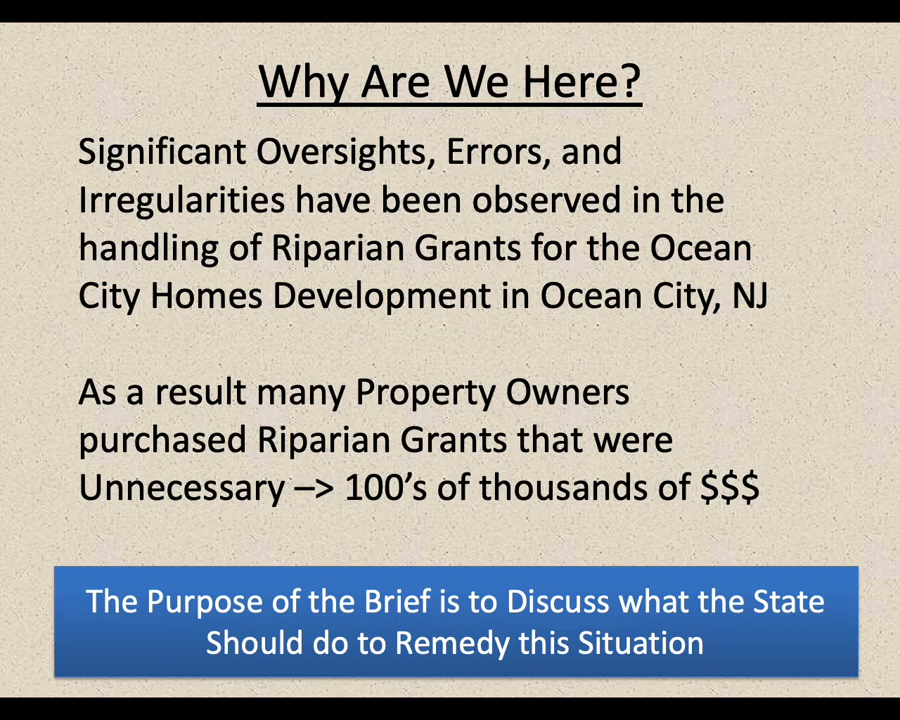 Why Are We Here?
Significant Oversights, Errors, and
Irregularities have been observed in the
handling of Riparian Grants for the Ocean
City Homes Development in Ocean City, NJ
As a result many Property Owners
purchased Riparian Grants that were
Unnecessary –> 100’s of thousands of $$$
The Purpose of the Brief is to Discuss what the State
Should do to Remedy this Situation